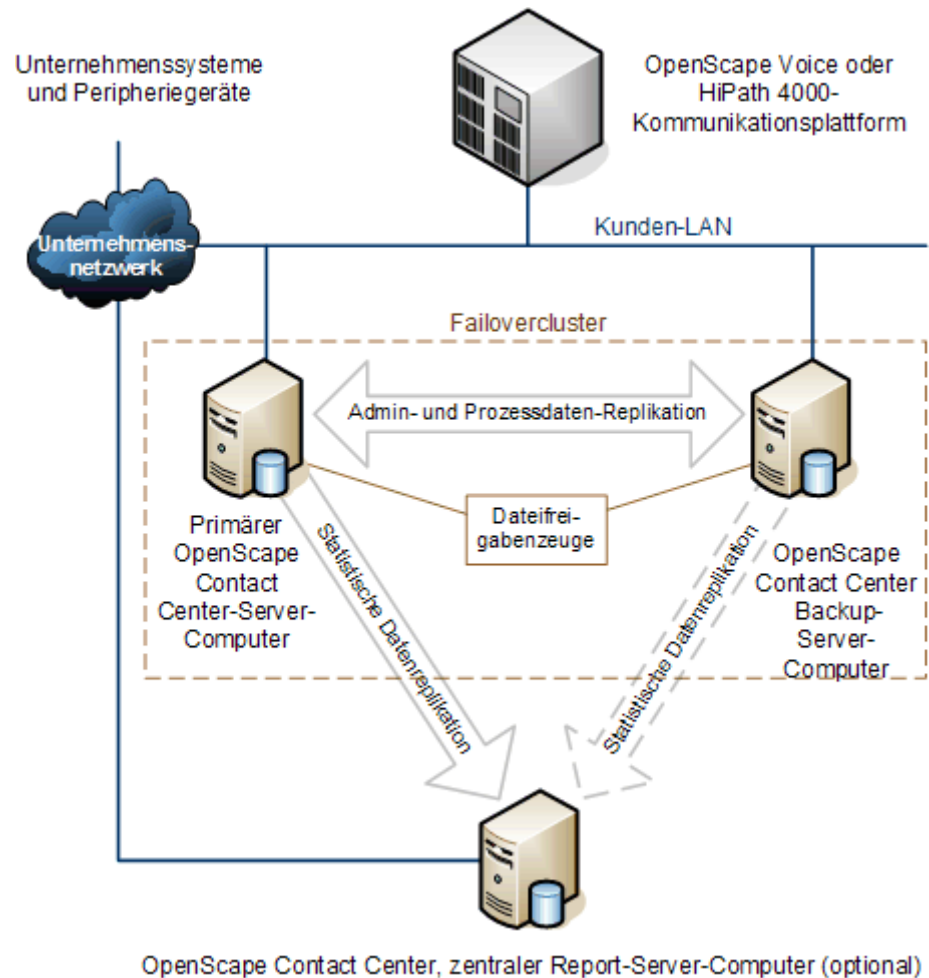 Unternehmenssysteme
und Peripheriegeräte
OpenScape Voice oder
HiPath 4000-
Kommunikationsplattform
Unternehmens-
netzwerk
Kunden-LAN
Failovercluster
Admin- und Prozessdaten-Replikation
Dateifrei-
gabenzeuge
Primärer
OpenScape
Contact
Center-Server-
Computer
Statistische Datenreplikation
Statistische Datenreplikation
OpenScape
Contact Center
Backup-
Server-
Computer
OpenScape Contact Center, zentraler Report-Server-Computer (optional)